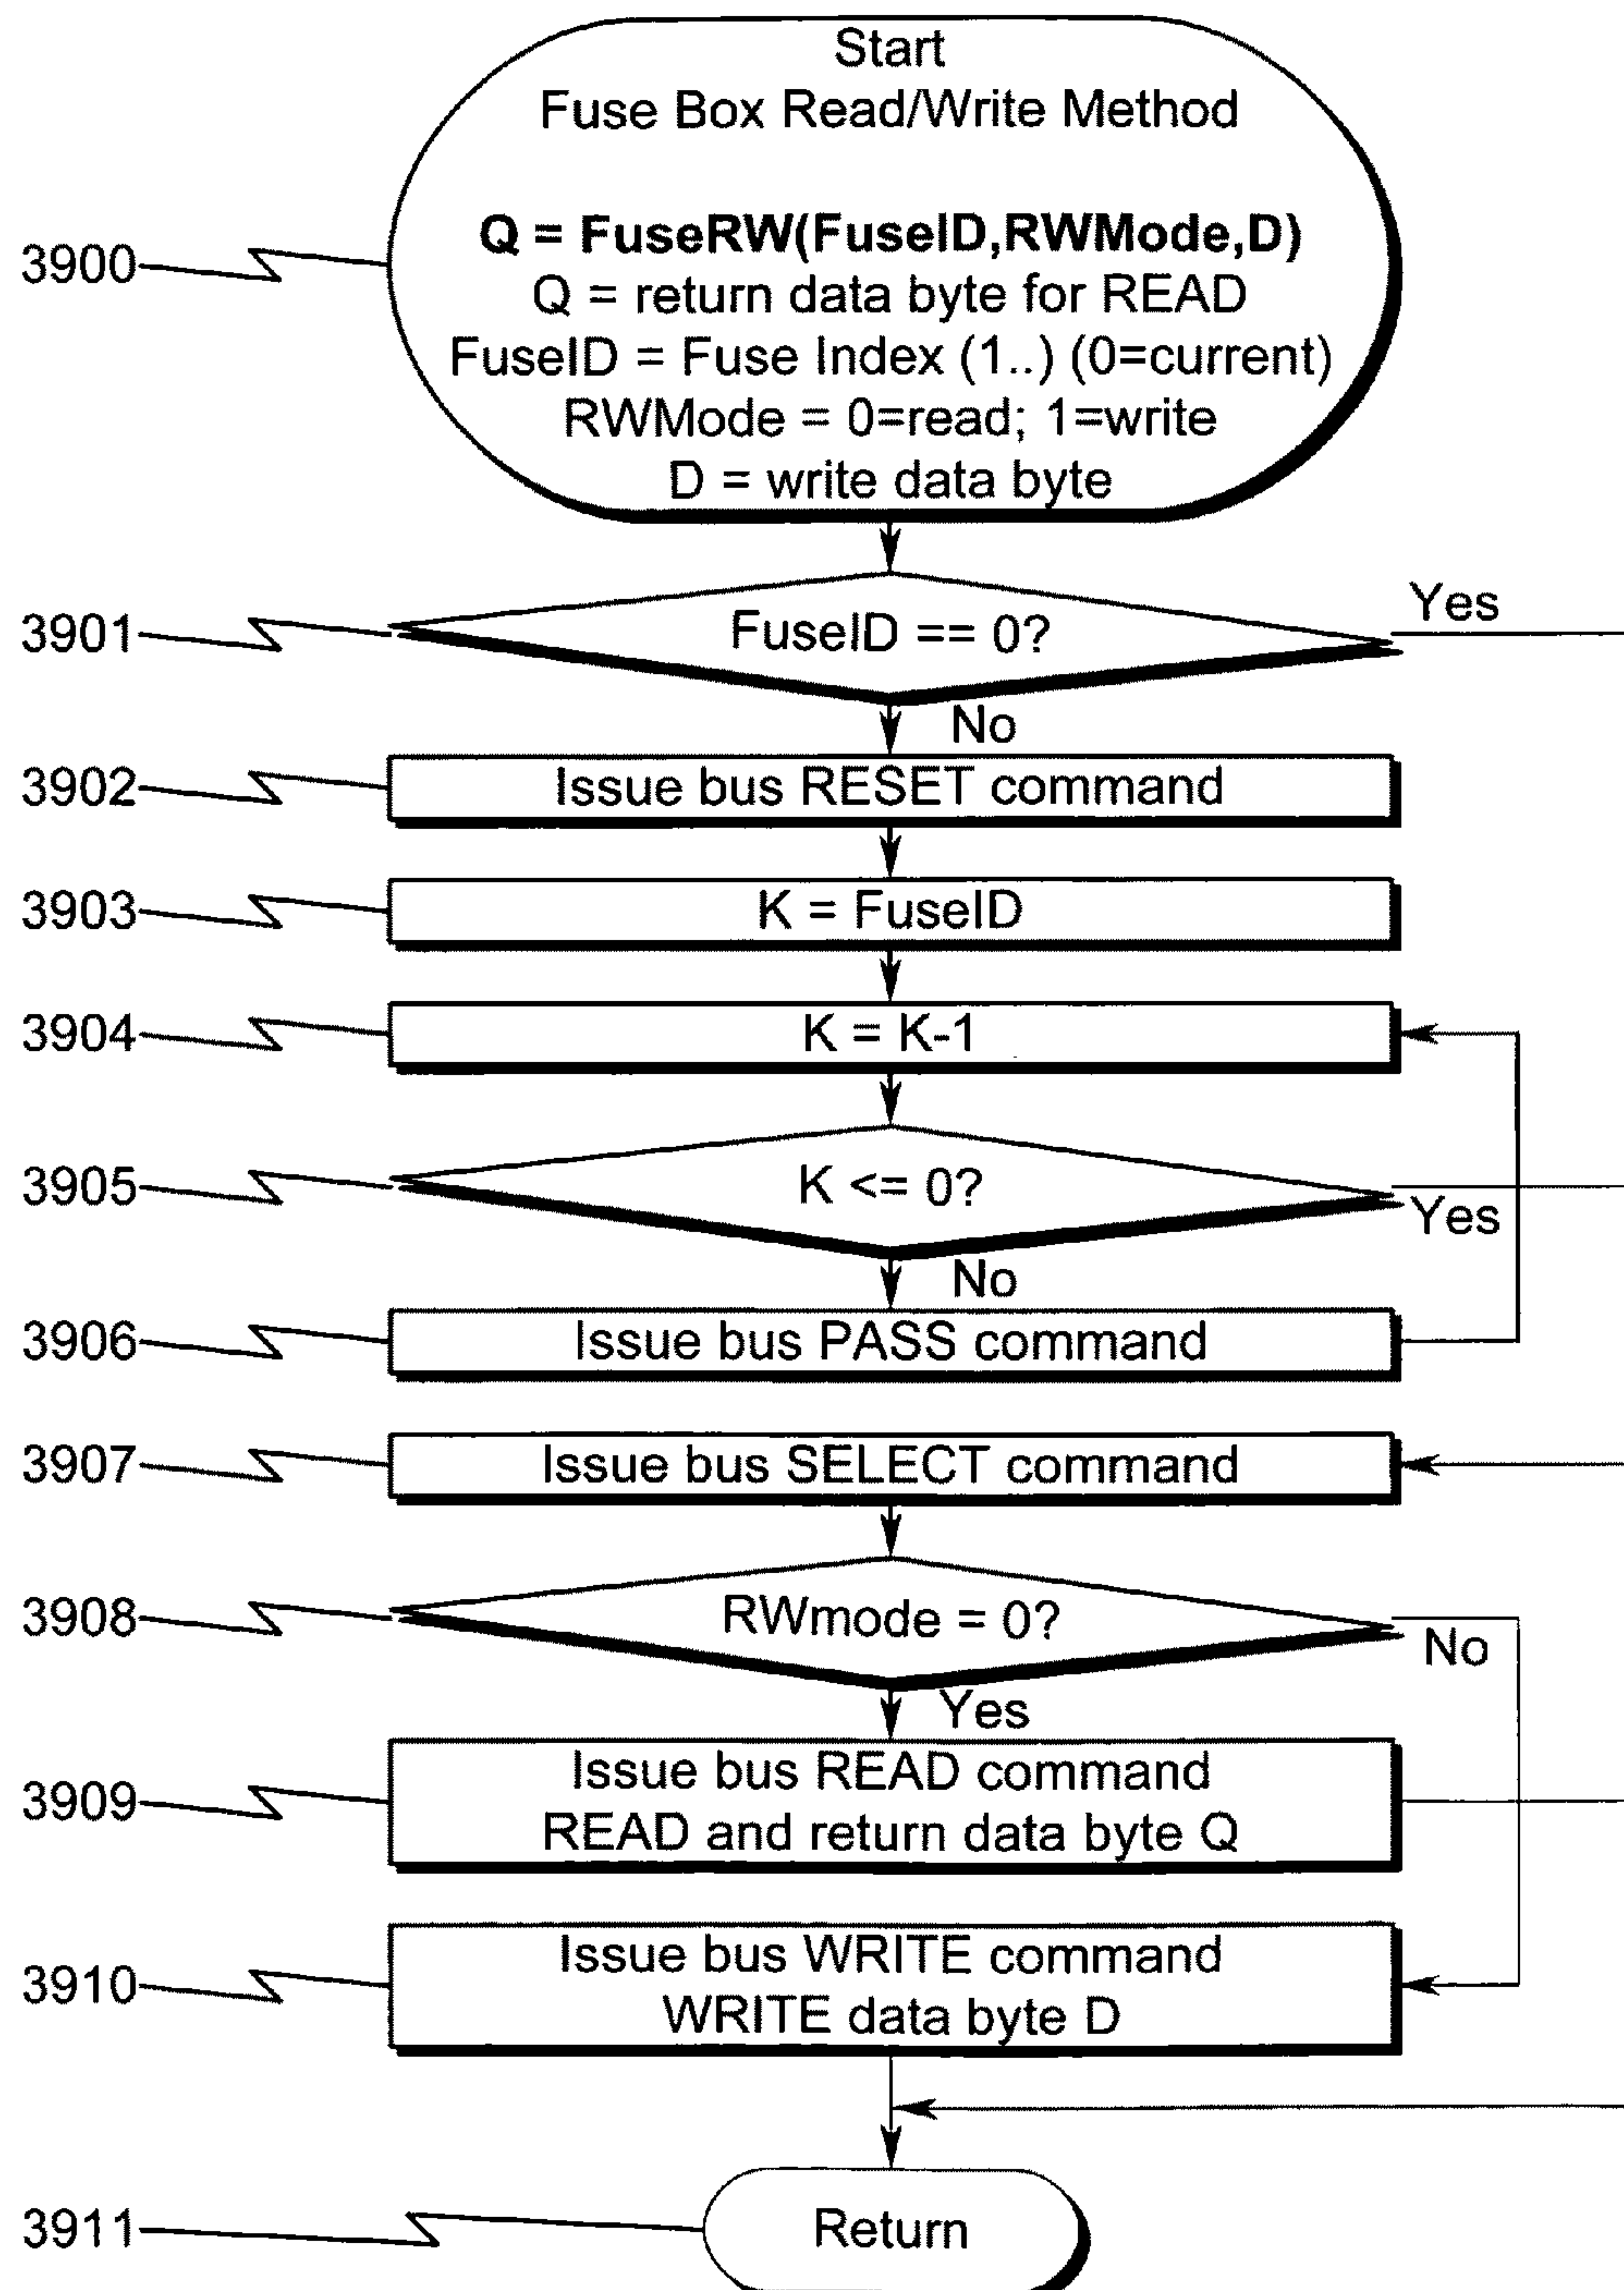 Start
Fuse Box Read/Write Method
Q = FuseRW(FuseID,RWMode,D)
Q = return data byte for READ
FuseID = Fuse Index (1..) (0=current)
RWMode = 0=read; 1=write
D = write data byte
3900
3901
FuseID == 0?
Yes
No
3902
Issue bus RESET command
3903
K = FuseID
3904
K = K-1
3905
K <= 0?
Yes
No
3906
Issue bus PASS command
3907
Issue bus SELECT command
3908
RWmode = 0?
No
Yes
3909
Issue bus READ command
READ and return data byte Q
3910
Issue bus WRITE command
WRITE data byte D
3911
Return